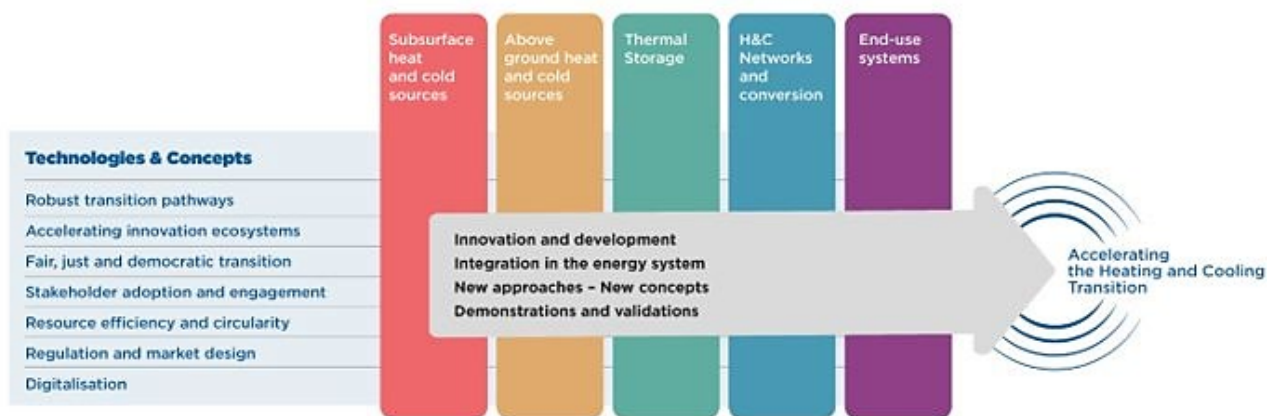 Subsurface
heat
and cold
sources
Above
ground heat
and cold
sources
Thermal
Storage
H&C
Networks
and
conversion
End-use
systems
Technologies & Concepts
Robust transition pathways
Accelerating innovation ecosystems
Fair, just and democratic transition
Stakeholder adoption and engagement
Resource efficiency and circularity
Regulation and market design
Digitalisation
Innovation and development
Integration in the energy system
New approaches – New concepts
Demonstrations and validations
Accelerating
the Heating and Cooling
Transition